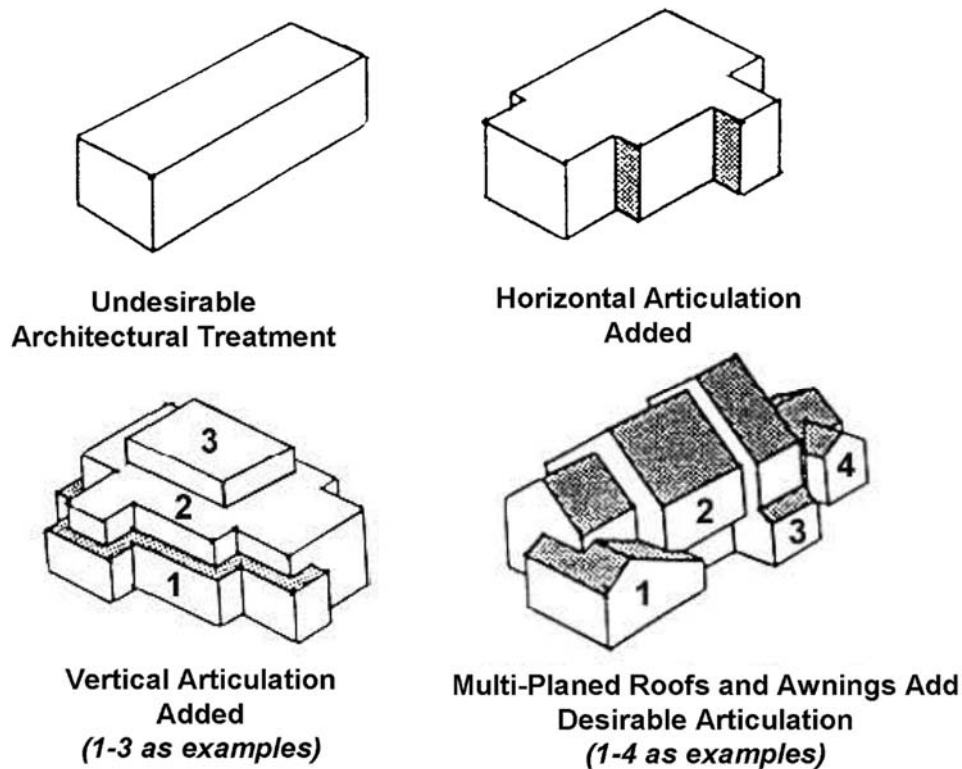 Undesirable
Architectural Treatment
Horizontal Articulation
Added
3
2
1
Vertical Articulation
Added
(1-3 as examples)
4
2
3
1
Multi-Planed Roofs and Awnings Add
Desirable Articulation
(1-4 as examples)